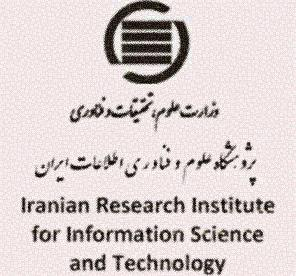 وزارت علوم، تحقیقات و فناوری
پژوهشگاه علوم و فناوری اطلاعات ایران
Iranian Research Institute
for Information Science
and Technology